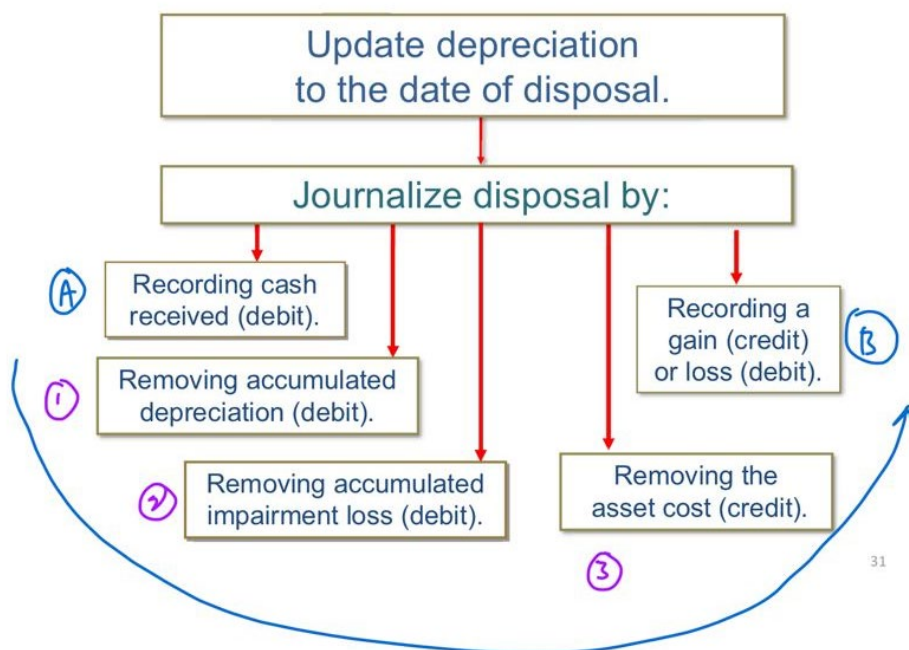 Update depreciation
to the date of disposal.
Journalize disposal by:
A
Recording cash
received (debit).
1
Removing accumulated
depreciation (debit).
2
Removing accumulated
impairment loss (debit).
3
Removing the
asset cost (credit).
B
Recording a
gain (credit)
or loss (debit).
31